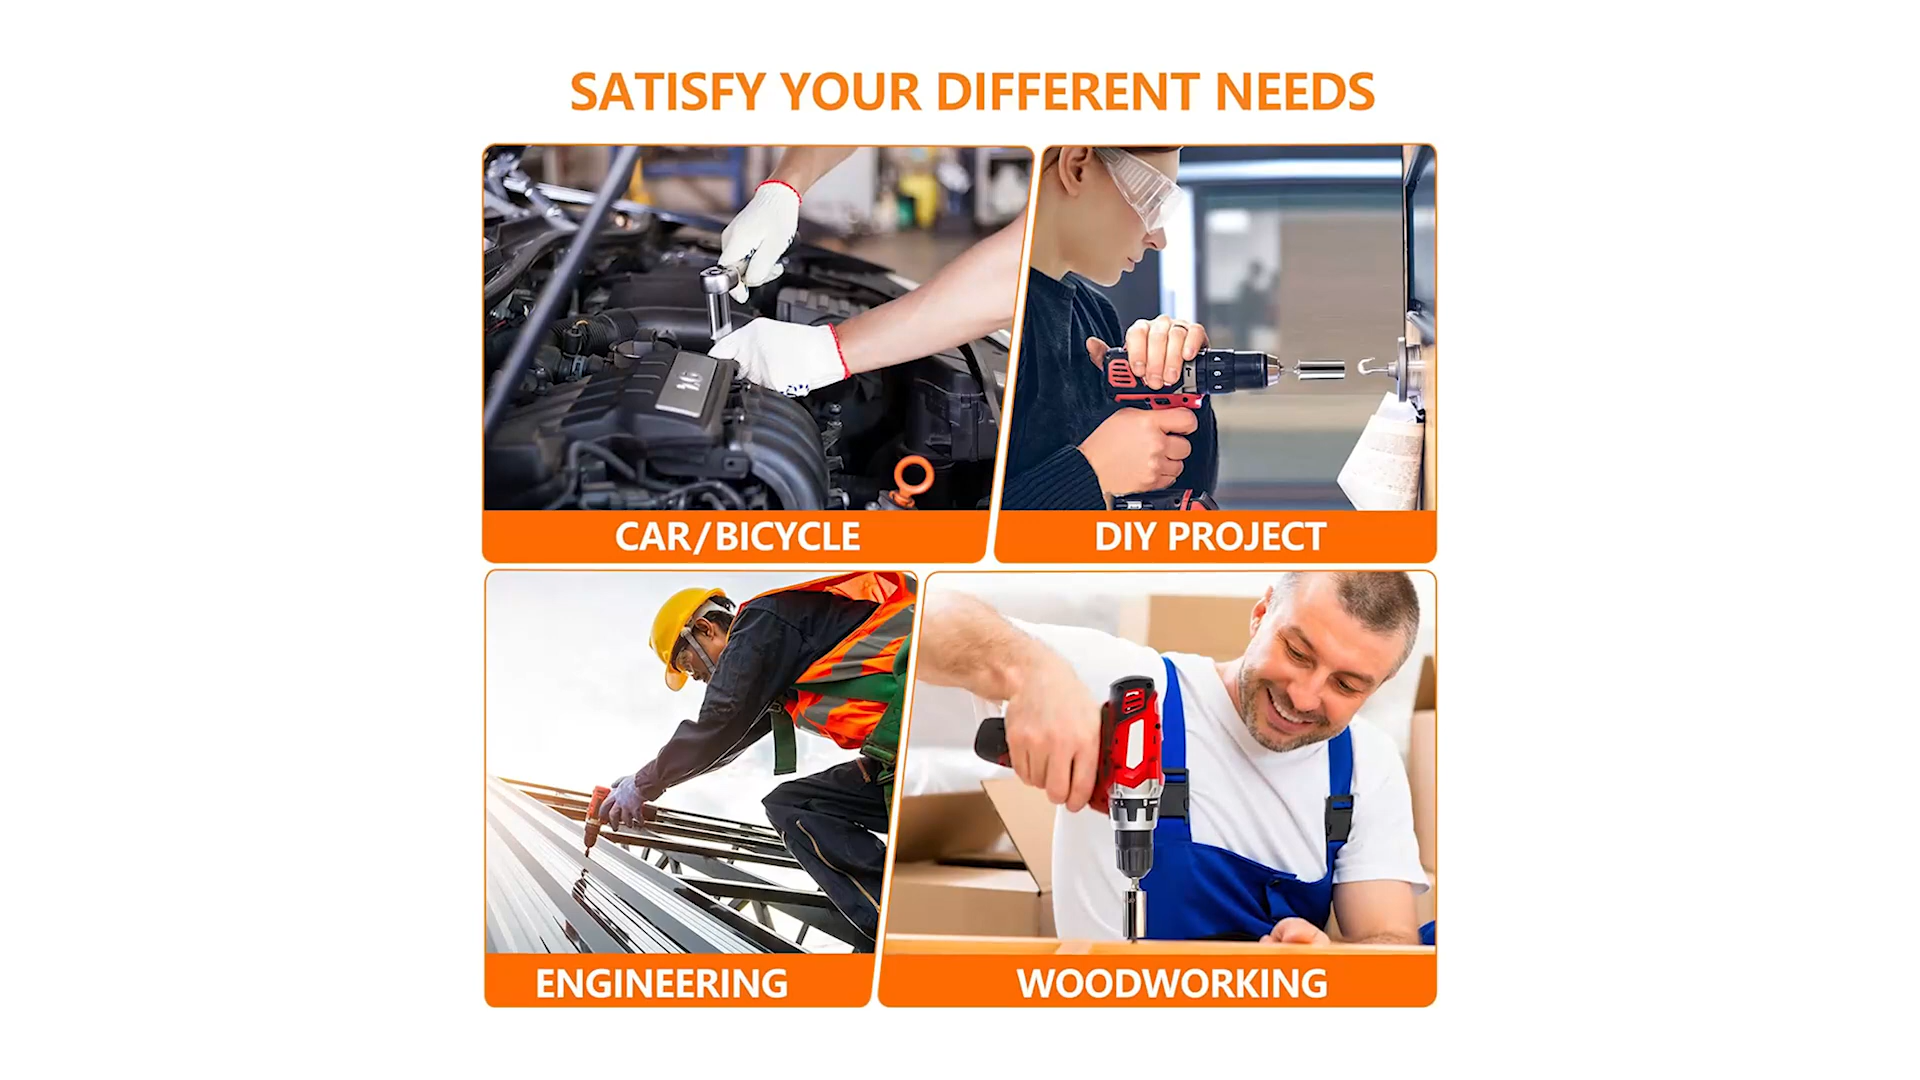 SATISFY YOUR DIFFERENT NEEDS
CAR/BICYCLE
DIY PROJECT
ENGINEERING
WOODWORKING